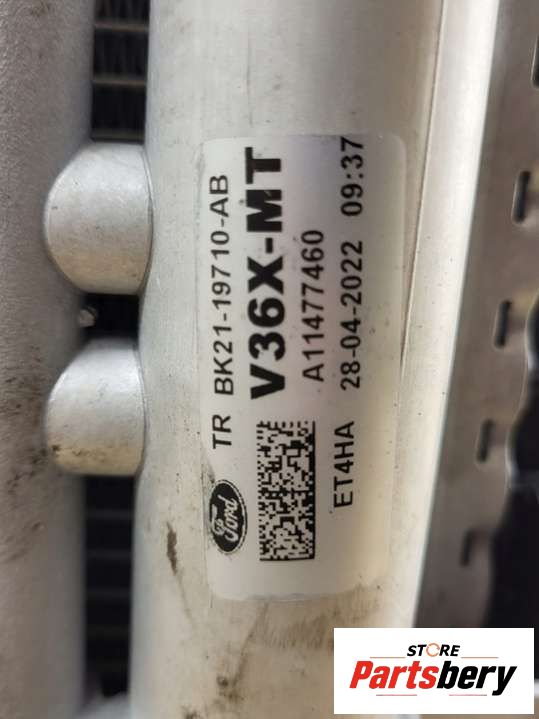 Ford
TR BK21-19710-AB
V36X-MT
A11477460
ET4HA 28-04-2022 09:37
STORE
Partsbery